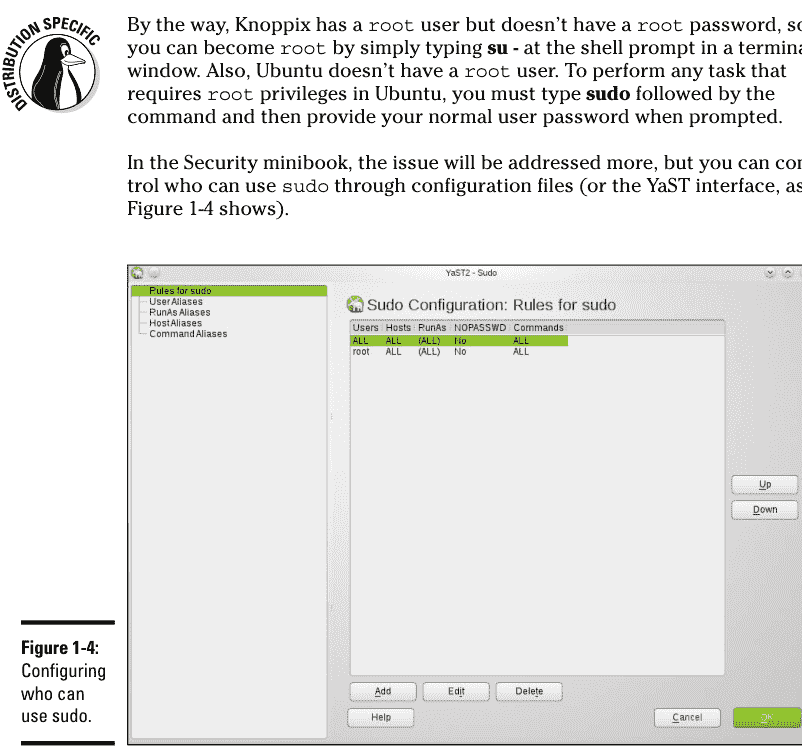 DISTRIBUTION SPECIFIC
By the way, Knoppix has a root user but doesn't have a root password, so
you can become root by simply typing su - at the shell prompt in a
window. Also, Ubuntu doesn't have a root user. To perform any task that
requires root privileges in Ubuntu, you must type sudo followed by the
command and then provide your normal user password when prompted.
In the Security minibook, the issue will be addressed more, but you can
trol who can use sudo through configuration files (or the YaST interface, as
Figure 1-4 shows).
YaST2 - Sudo
Rules for sudo
User Aliases
RunAs Aliases
Host Aliases
Command Aliases
Sudo Configuration: Rules for sudo
Users Hosts RunAs NOPASSWD Commands
ALL ALL (ALL) No ALL
root ALL (ALL) No ALL
Up
Down
Add Edit Delete
Help Cancel
Figure 1-4:
Configuring
who can
use sudo.